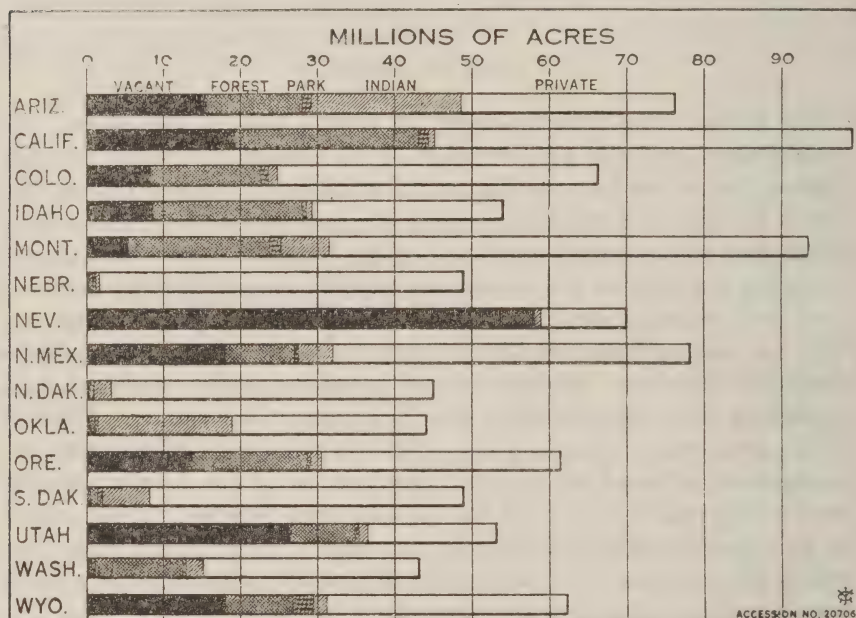 MILLIONS OF ACRES
0 10 20 30 40 50 60 70 80 90
VACANT FOREST PARK INDIAN PRIVATE
ARIZ.
CALIF.
COLO.
IDAHO
MONT.
NEBR.
NEV.
N.MEX.
N.DAK.
OKLA.
ORE.
S. DAK
UTAH
WASH.
WYO.
ACCESSION NO. 20706